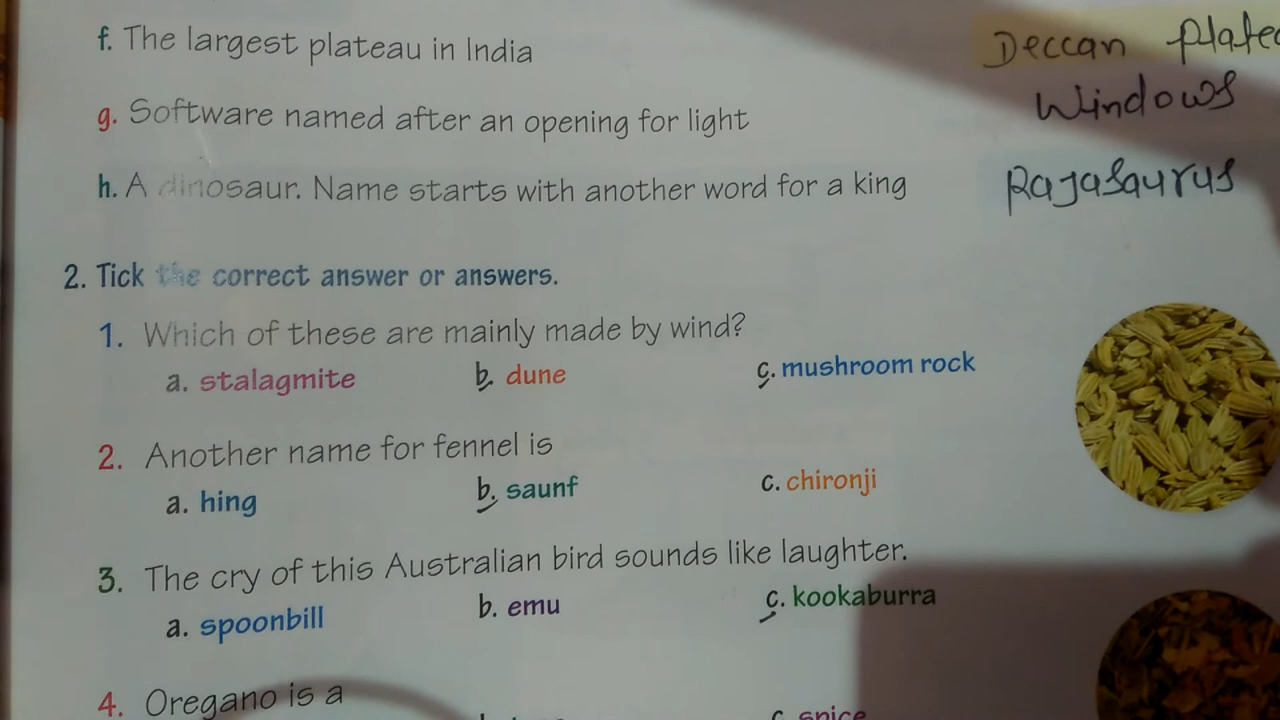 f. The largest plateau in India
Deccan
g. Software named after an opening for light
Windows
h. A dinosaur. Name starts with another word for a king
Rajasaurus
2. Tick the correct answer or answers.
1. Which of these are mainly made by wind?
a. stalagmite b. dune c. mushroom rock
2. Another name for fennel is
a. hing b. saunf c. chironji
3. The cry of this Australian bird sounds like laughter.
a. spoonbill b. emu c. kookaburra
4. Oregano is a
c. spice